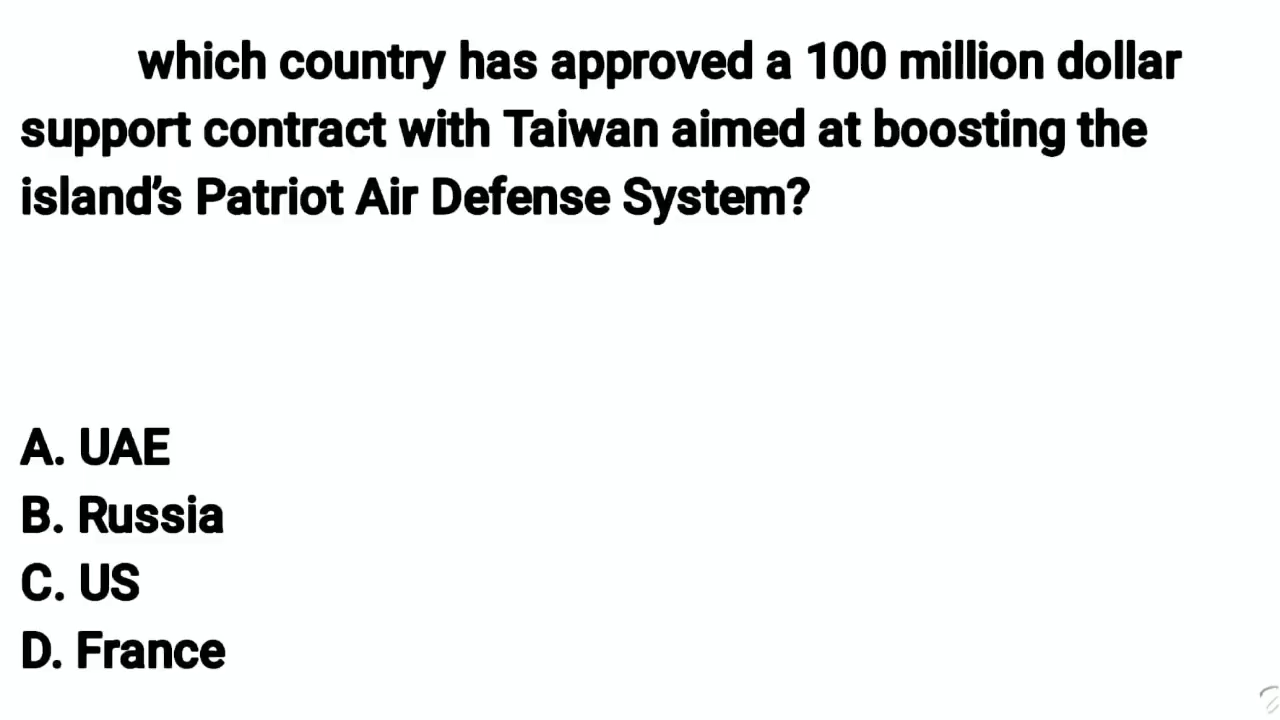 which country has approved a 100 million dollar
support contract with Taiwan aimed at boosting the
island’s Patriot Air Defense System?
A. UAE
B. Russia
C. US
D. France